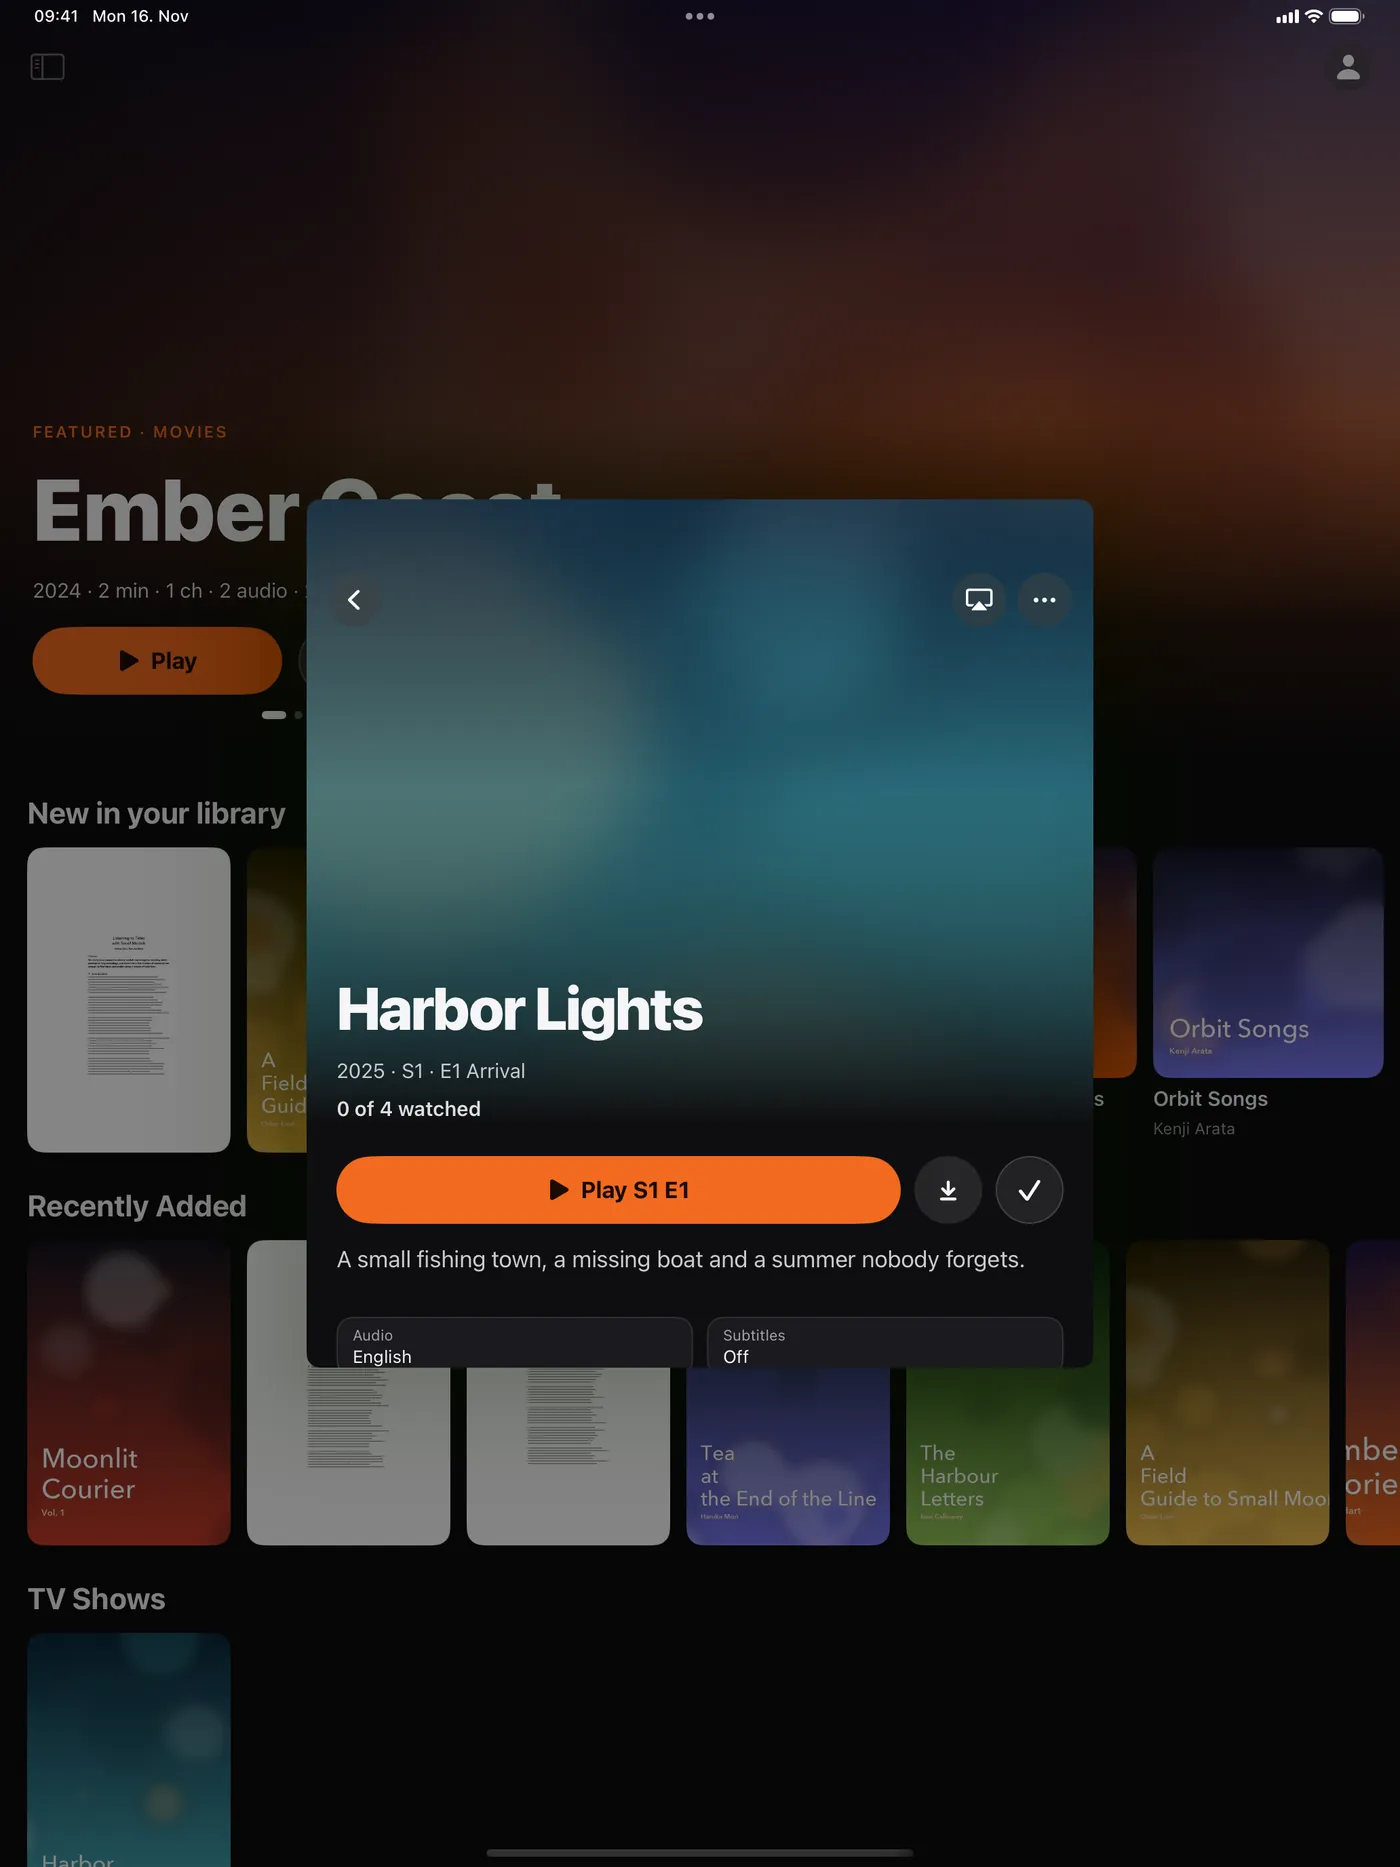 09:41 Mon 16. Nov
FEATURED · MOVIES
Ember
2024 · 2 min · 1 ch · 2 audio ·
Play
Harbor Lights
2025 · S1 · E1 Arrival
0 of 4 watched
Play S1 E1
A small fishing town, a missing boat and a summer nobody forgets.
Audio
English
Subtitles
Off
New in your library
A
Field
Guid
Orbit Songs
Kenji Arata
s
Orbit Songs
Kenji Arata
Recently Added
Moonlit
Courier
Vol. 1
Tea
at
the End of the Line
The
Harbour
Letters
A
Field
Guide to Small Moo
TV Shows
Harbor